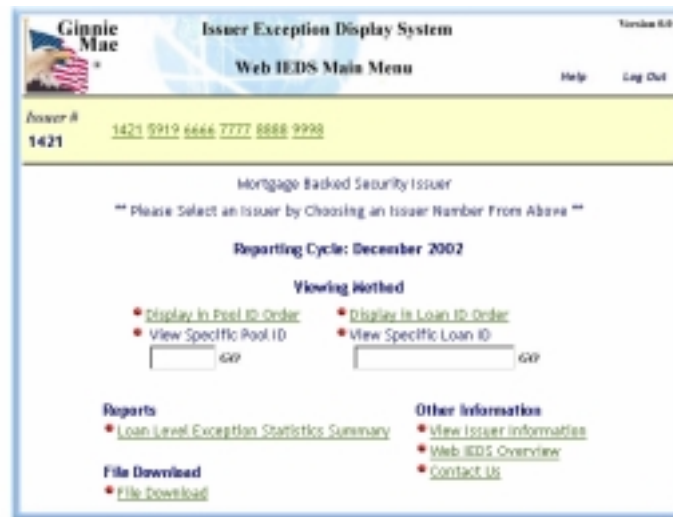 Ginnie Mae
Issuer Exception Display System
Version
Web IEDS Main Menu
Help Log Out
Issuer #
1421
1421 5919 6666 7777 8888 9998
Mortgage Backed Security Issuer
** Please Select an Issuer by Choosing an Issuer Number From Above **
Reporting Cycle: December 2002
Viewing Method
Display in Pool ID Order Display in Loan ID Order
View Specific Pool ID View Specific Loan ID
GO GO
Reports Other Information
Loan Level Exception Statistics Summary View Issuer Information
Web IEDS Overview
File Download Contact Us
File Download